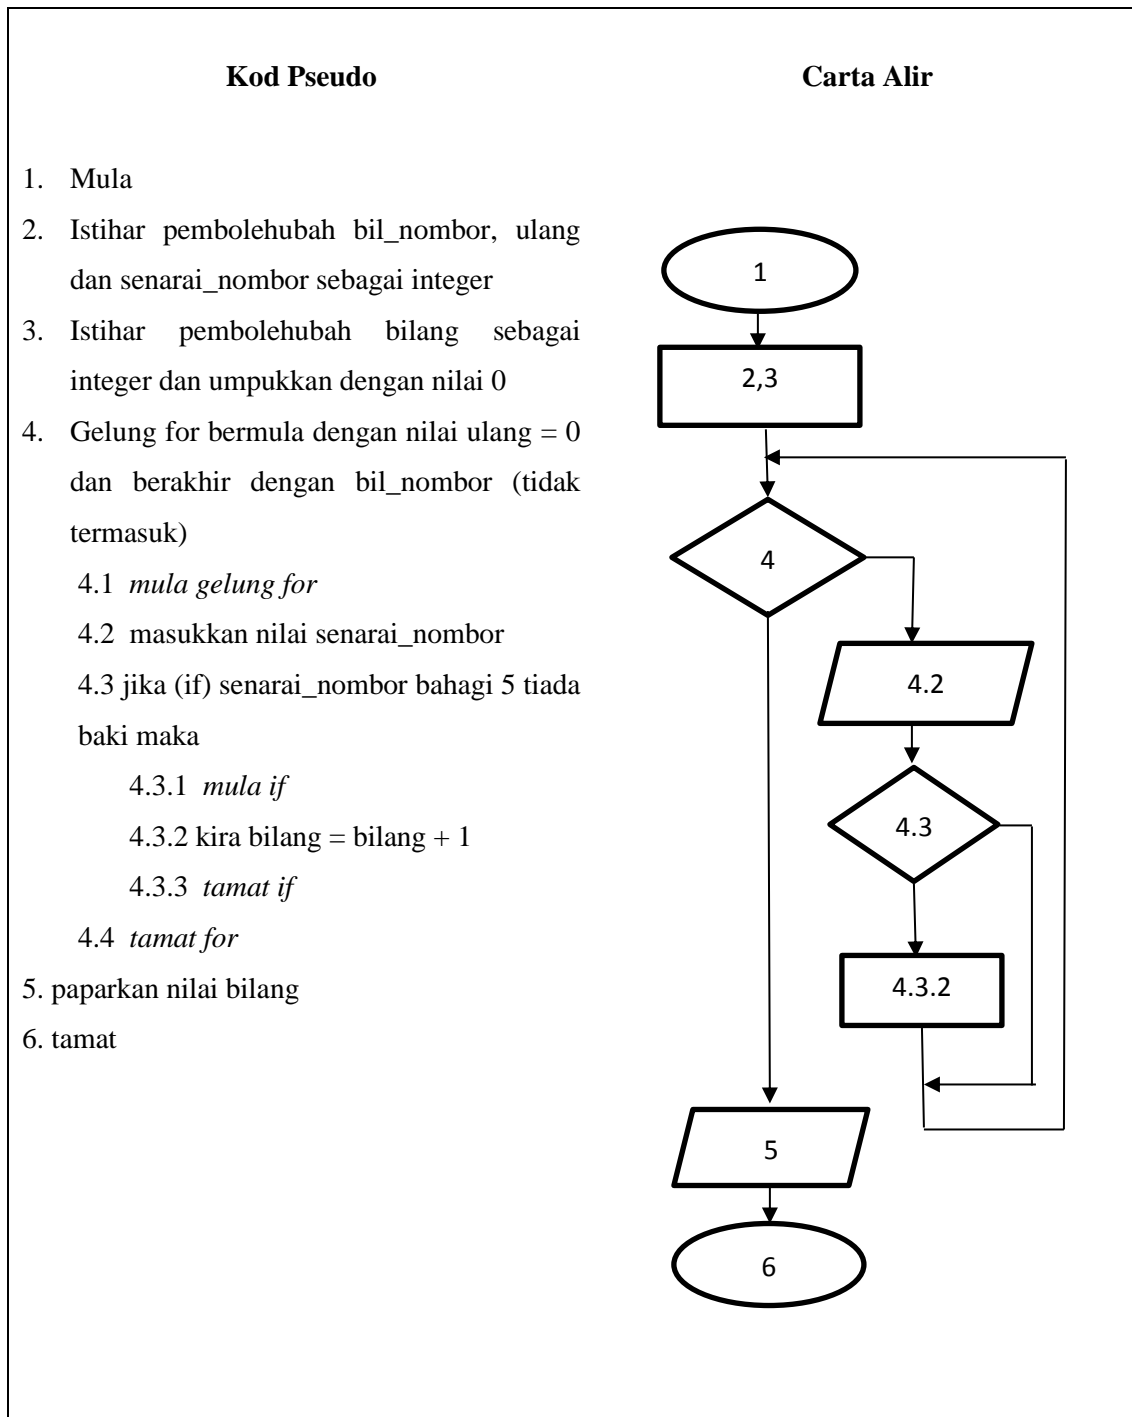 Kod Pseudo
Carta Alir
1. Mula
2. Istihar pembolehubah bil_nombor, ulang
dan senarai_nombor sebagai integer
3. Istihar pembolehubah bilang sebagai
integer dan umpukkan dengan nilai 0
4. Gelung for bermula dengan nilai ulang = 0
dan berakhir dengan bil_nombor (tidak
termasuk)
4.1 mula gelung for
4.2 masukkan nilai senarai_nombor
4.3 jika (if) senarai_nombor bahagi 5 tiada
baki maka
4.3.1 mula if
4.3.2 kira bilang = bilang + 1
4.3.3 tamat if
4.4 tamat for
5. paparkan nilai bilang
6. tamat
1
2,3
4
4.2
4.3
4.3.2
5
6